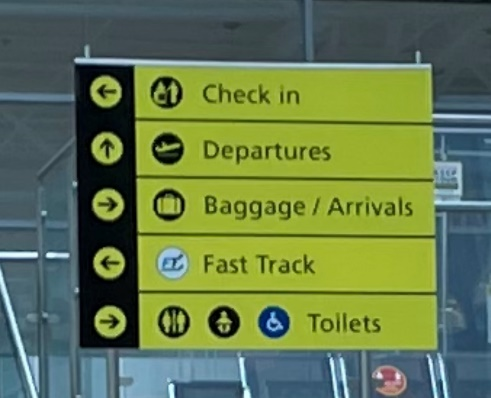 Check in
Departures
Baggage / Arrivals
Fast Track
Toilets